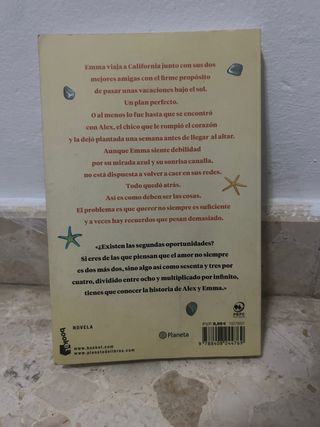 Emma viaja a California junto con sus dos
mejores amigas con el firme propósito
de pasar unas vacaciones bajo el sol.
Un plan perfecto.
O al menos lo fue hasta que se encontró
con Alex, el chico que le rompió el corazón
y la dejó plantada una semana antes de llegar al altar.
Aunque Emma siente debilidad
por su mirada azul y su sonrisa canalla,
no está dispuesta a volver a caer en sus redes.
Todo quedó atrás.
Así es como deben ser las cosas.
El problema es que querer no siempre es suficiente
y a veces hay recuerdos que pesan demasiado.
«¿Existen las segundas oportunidades?
Si eres de las que piensan que el amor no siempre
es dos más dos, sino algo así como sesenta y tres por
cuatro, dividido entre ocho y multiplicado por infinito,
tienes que conocer la historia de Alex y Emma.»
NOVELA
booket
www.booket.com
www.planetadelibros.com
Planeta
PEFC